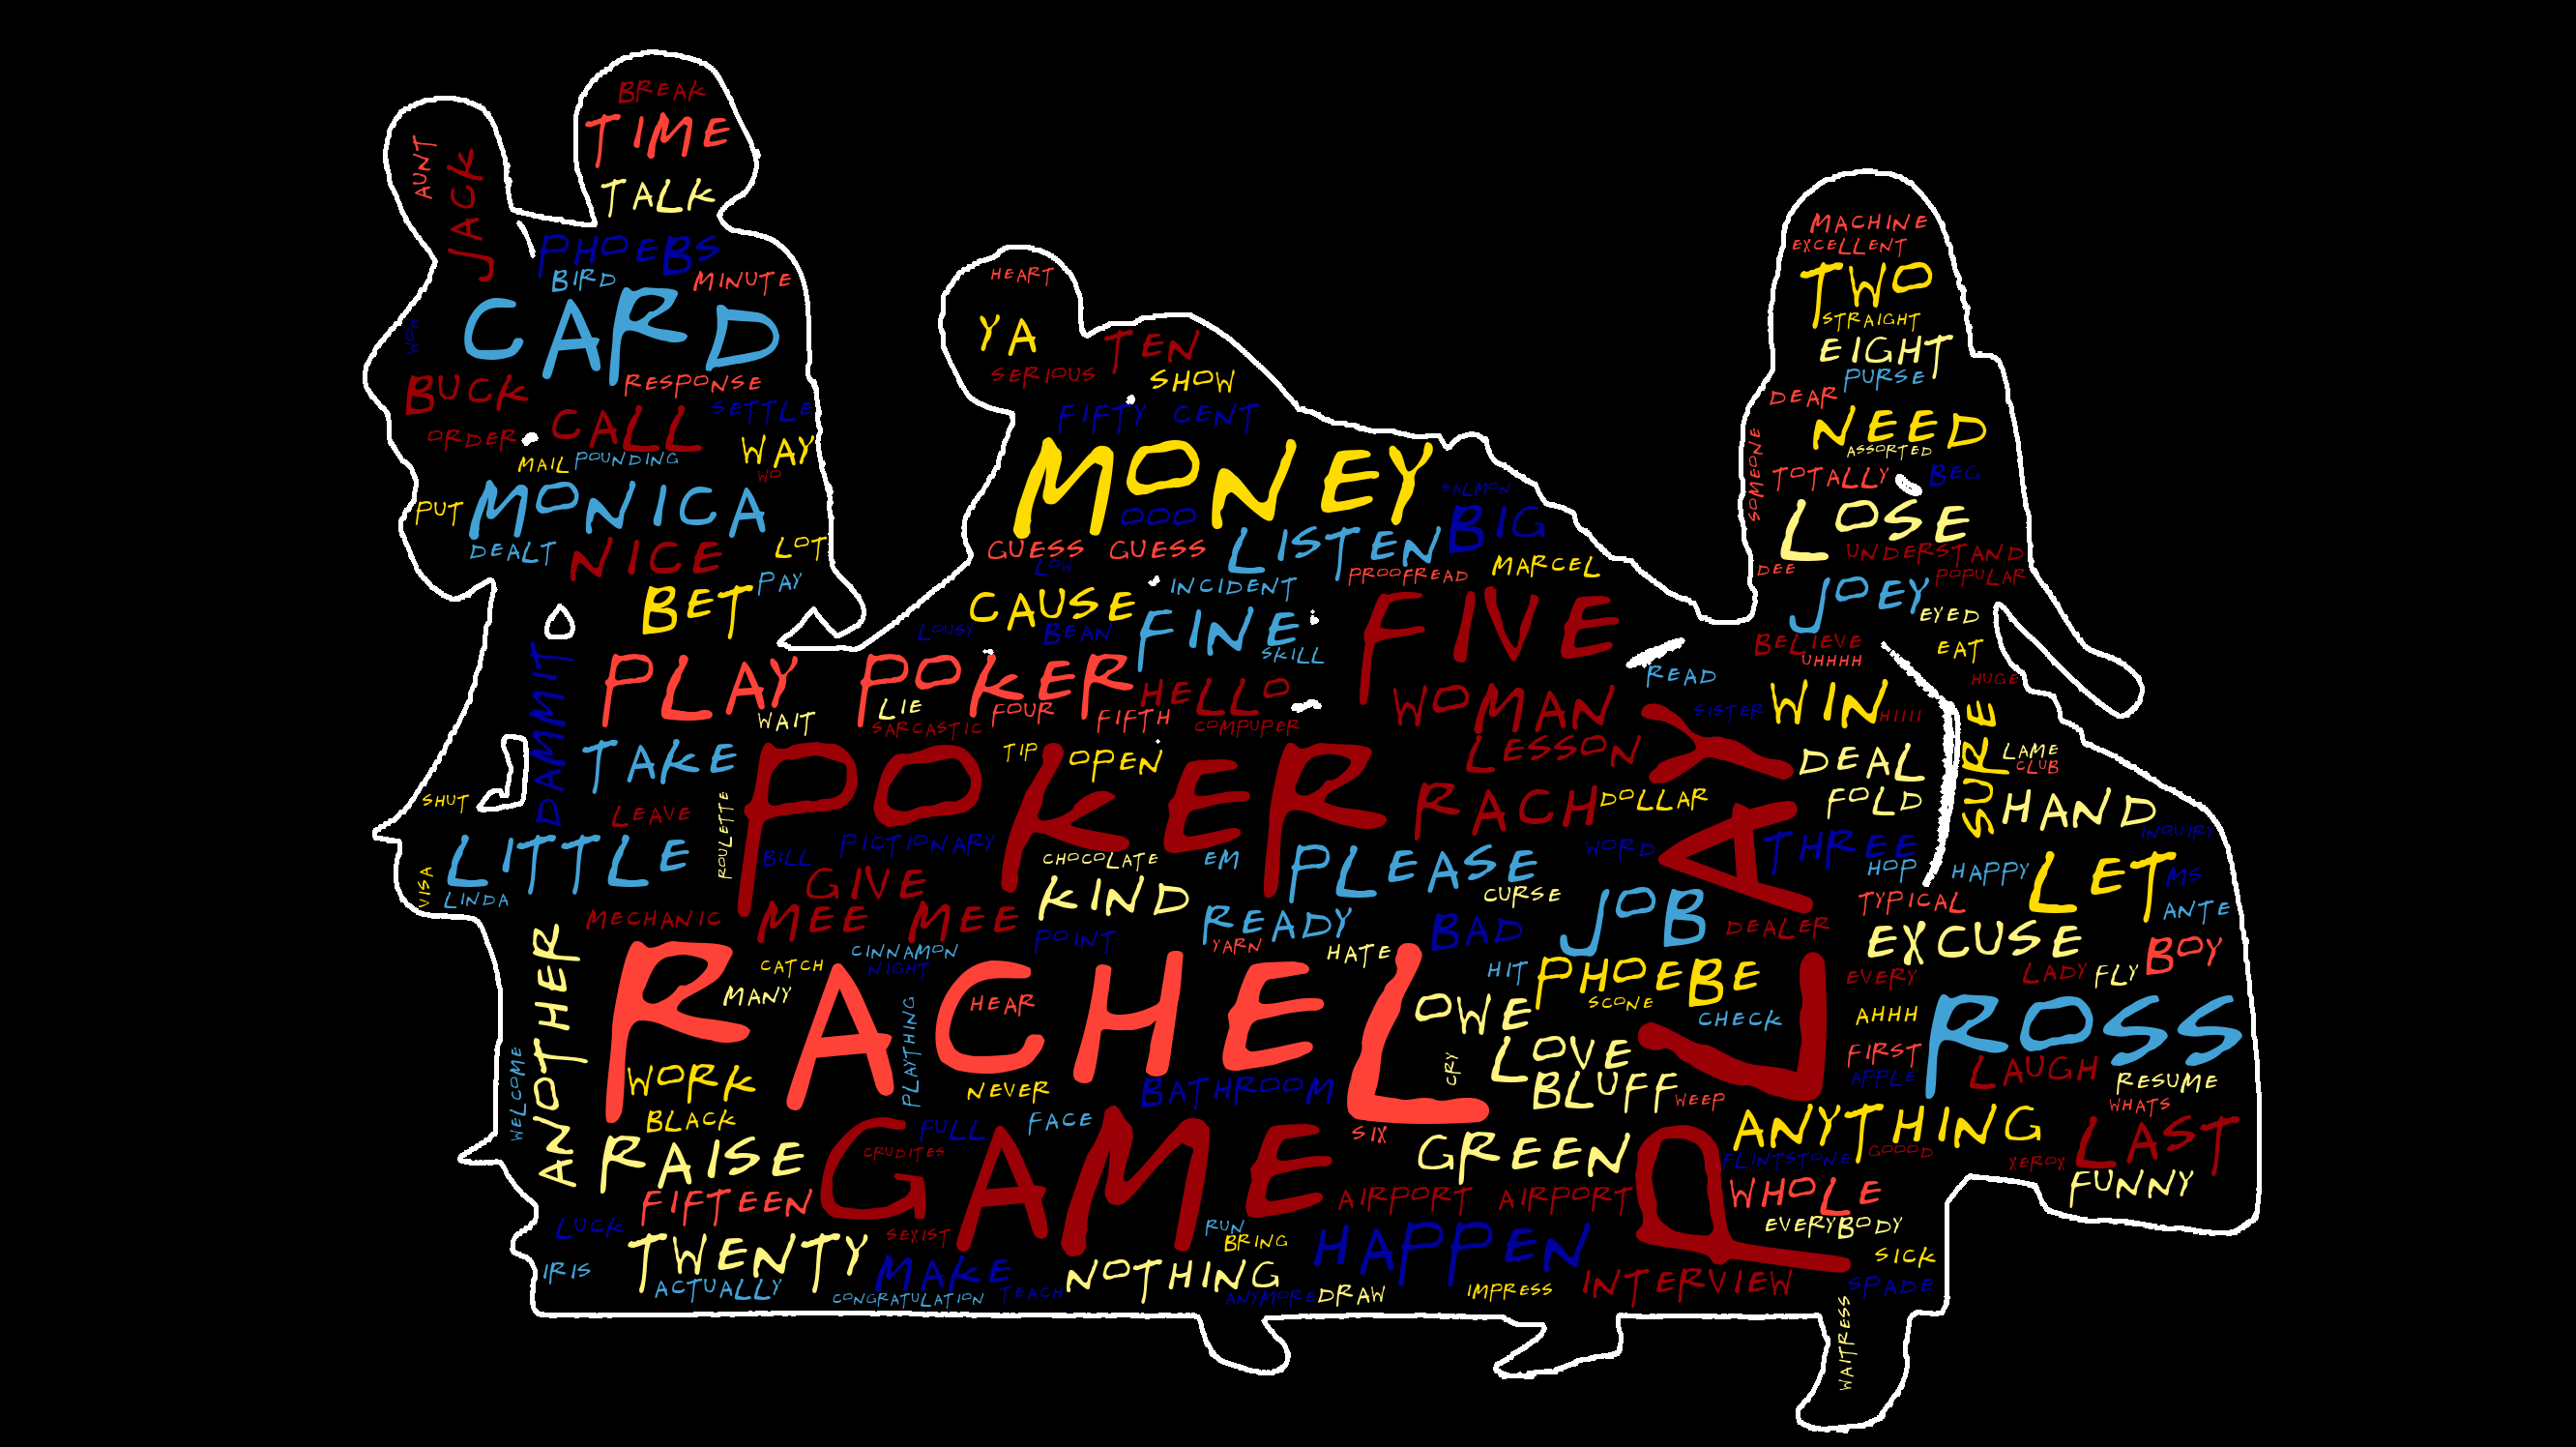 BREAK
TIME
TALK
AUNT
JACK
PHOEBS
BIRD
MINUTE
WOW
CARD
BUCK
RESPONSE
CALL
SETTLE
ORDER
WAY
MAIL
POUNDING
WO
PUT
MONICA
DEALT
NICE
LOT
BET
PAY
HEART
YA
TEN
SERIOUS
SHOW
FIFTY CENT
MONEY
SALMON
OOO
BIG
GUESS GUESS
LISTEN
LOW
PROOFREAD
MARCEL
INCIDENT
CAUSE
FINE
FIVE
LOUSY
BEAN
SKILL
MACHINE
EXCELLENT
TWO
STRAIGHT
EIGHT
PURSE
DEAR
NEED
ASSORTED
SOMEONE
TOTALLY
BEG
LOSE
UNDERSTAND
DEE
POPULAR
JOEY
EYED
BELIEVE
EAT
UHHHH
HUGE
READ
DAMMIT
PLAY
POKER
HELLO
WOMAN
WAIT
LIE
FOUR
FIFTH
SARCASTIC
COMPUPER
SISTER
WIN
HIIII
SURE
TAKE
TIP
OPEN
LESSON
DEAL
LAME
CLUB
SHUT
LEAVE
ROULETTE
POKER
RACH
DOLLAR
FOLD
HAND
INQUIRY
LITTLE
BILL
PICTIONARY
CHOCOLATE
EM
PLEASE
WORD
PLAY
THREE
HOP
HAPPY
LET
MS
VISA
LINDA
GIVE
KIND
CURSE
JOB
TYPICAL
ANTE
MECHANIC
MEE MEE
READY
BAD
DEALER
EXCUSE
BOY
POINT
YARN
HATE
CINNAMON
NIGHT
CATCH
MANY
HIT
PHOEBE
EVERY
LADY
FLY
ANOTHER
RACHEL
HEAR
PLAYTHING
OWE
SCONE
CHECK
AHHH
ROSS
WELCOME
WORK
NEVER
BATHROOM
CRY
LOVE
FIRST
APPLE
LAUGH
RESUME
BLUFF
WEEP
WHATS
BLACK
FULL
FACE
SIX
ANYTHING
LAST
RAISE
GAME
CRUDITES
GREEN
FLINTSTONE
GOOOD
XEROX
FUNNY
FIFTEEN
AIRPORT AIRPORT
WHOLE
LUCK
SEXIST
RUN
BRING
HAPPEN
EVERYBODY
IRIS
TWENTY
MAKE
NOTHING
SICK
ACTUALLY
CONGRATULATION
TEACH
ANYMORE
DRAW
IMPRESS
INTERVIEW
SPADE
WAITRESS